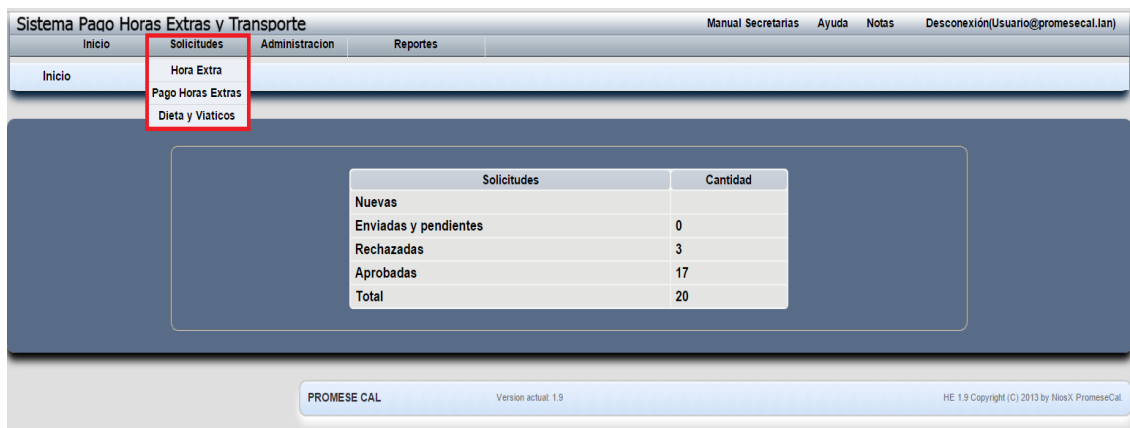 Sistema Pago Horas Extras y Transporte
Manual Secretarias Ayuda Notas Desconexión(Usuario@promesecal.lan)
Inicio Solicitudes Administracion Reportes
Inicio
Hora Extra
Pago Horas Extras
Dieta y Viaticos
Solicitudes Cantidad
Nuevas
Enviadas y pendientes 0
Rechazadas 3
Aprobadas 17
Total 20
PROMESE CAL Version actual: 1.9 HE 1.9 Copyright (C) 2013 by NiosX PromeseCal.